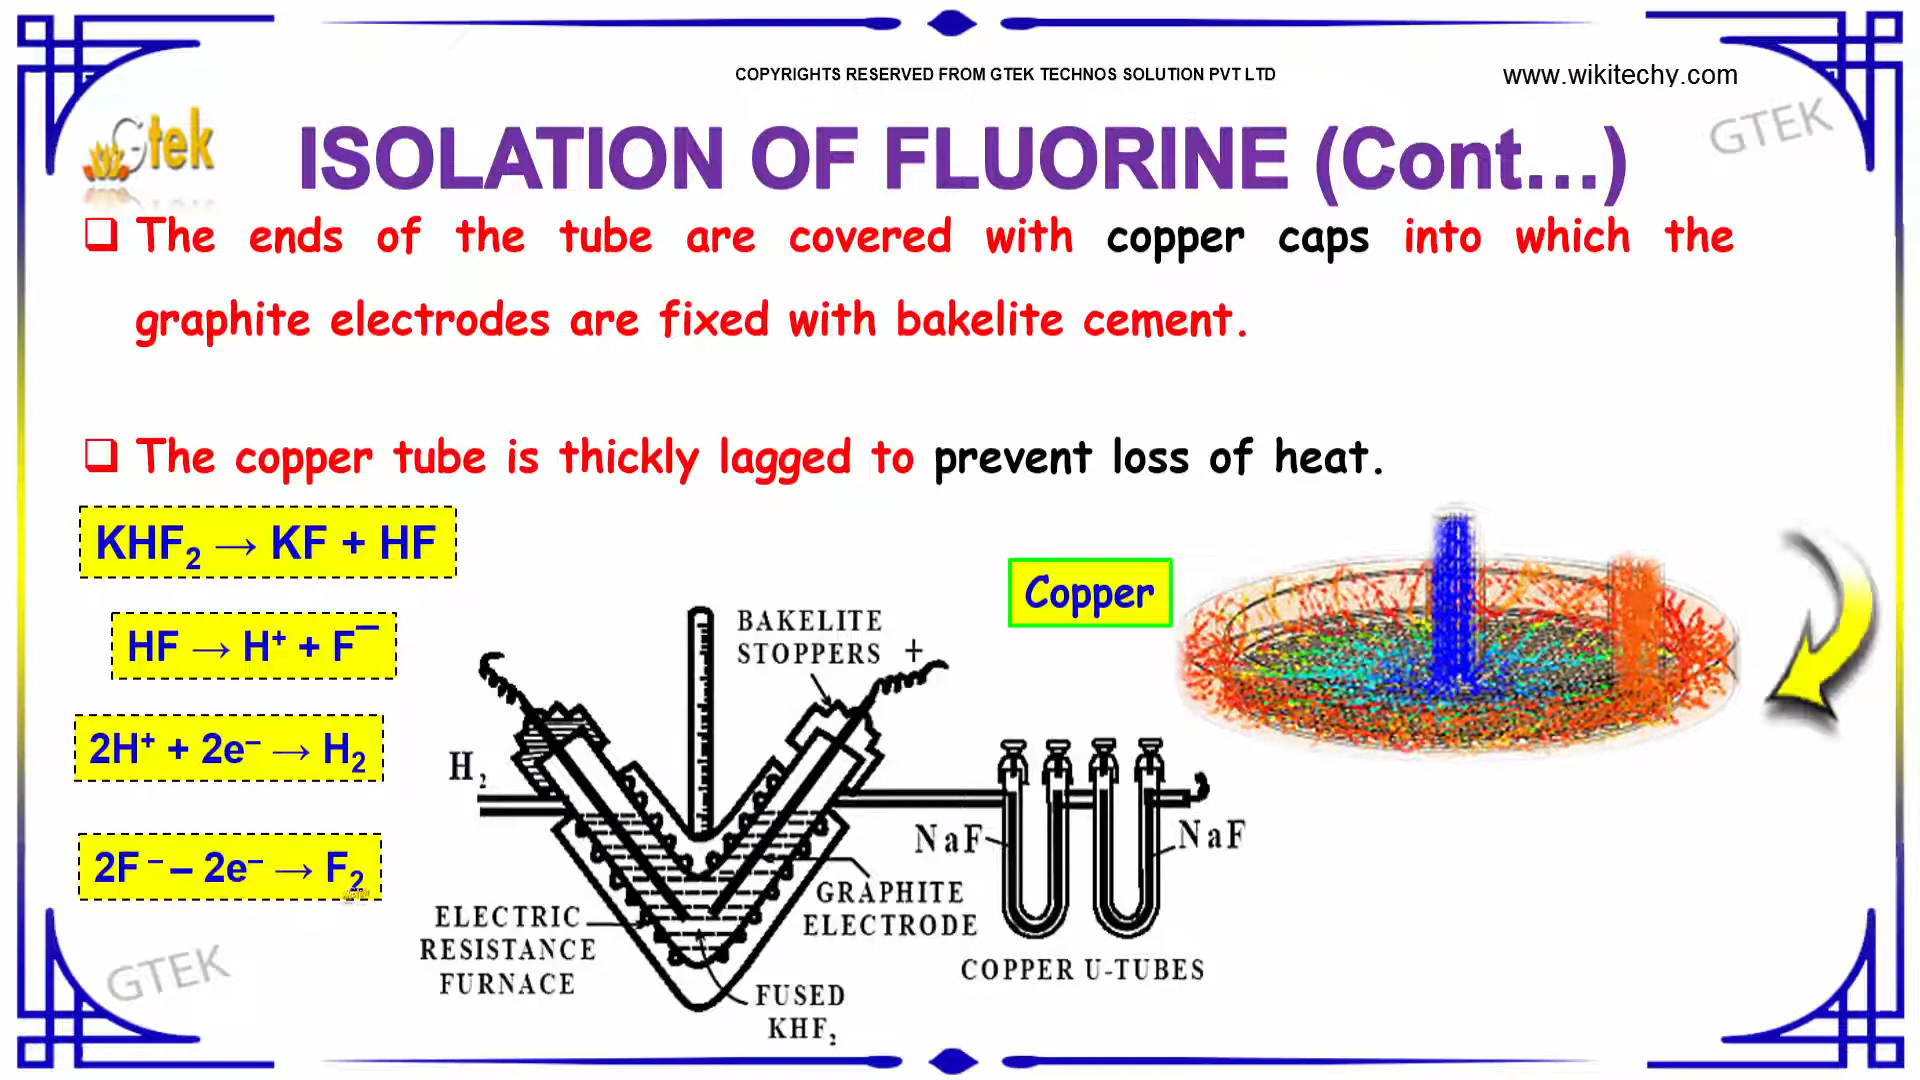 COPYRIGHTS RESERVED FROM GTEK TECHNOS SOLUTION PVT LTD
www.wikitechy.com
Gtek
ISOLATION OF FLUORINE (Cont...)
GTEK
❑ The ends of the tube are covered with copper caps into which the
graphite electrodes are fixed with bakelite cement.
❑ The copper tube is thickly lagged to prevent loss of heat.
KHF₂ → KF + HF
HF → H⁺ + F⁻
2H⁺ + 2e⁻ → H₂
2F⁻ – 2e⁻ → F₂
Copper
BAKELITE
STOPPERS +
H₂
NaF
NaF
GRAPHITE
ELECTRODE
ELECTRIC
RESISTANCE
FURNACE
COPPER U-TUBES
FUSED
KHF₂
GTEK